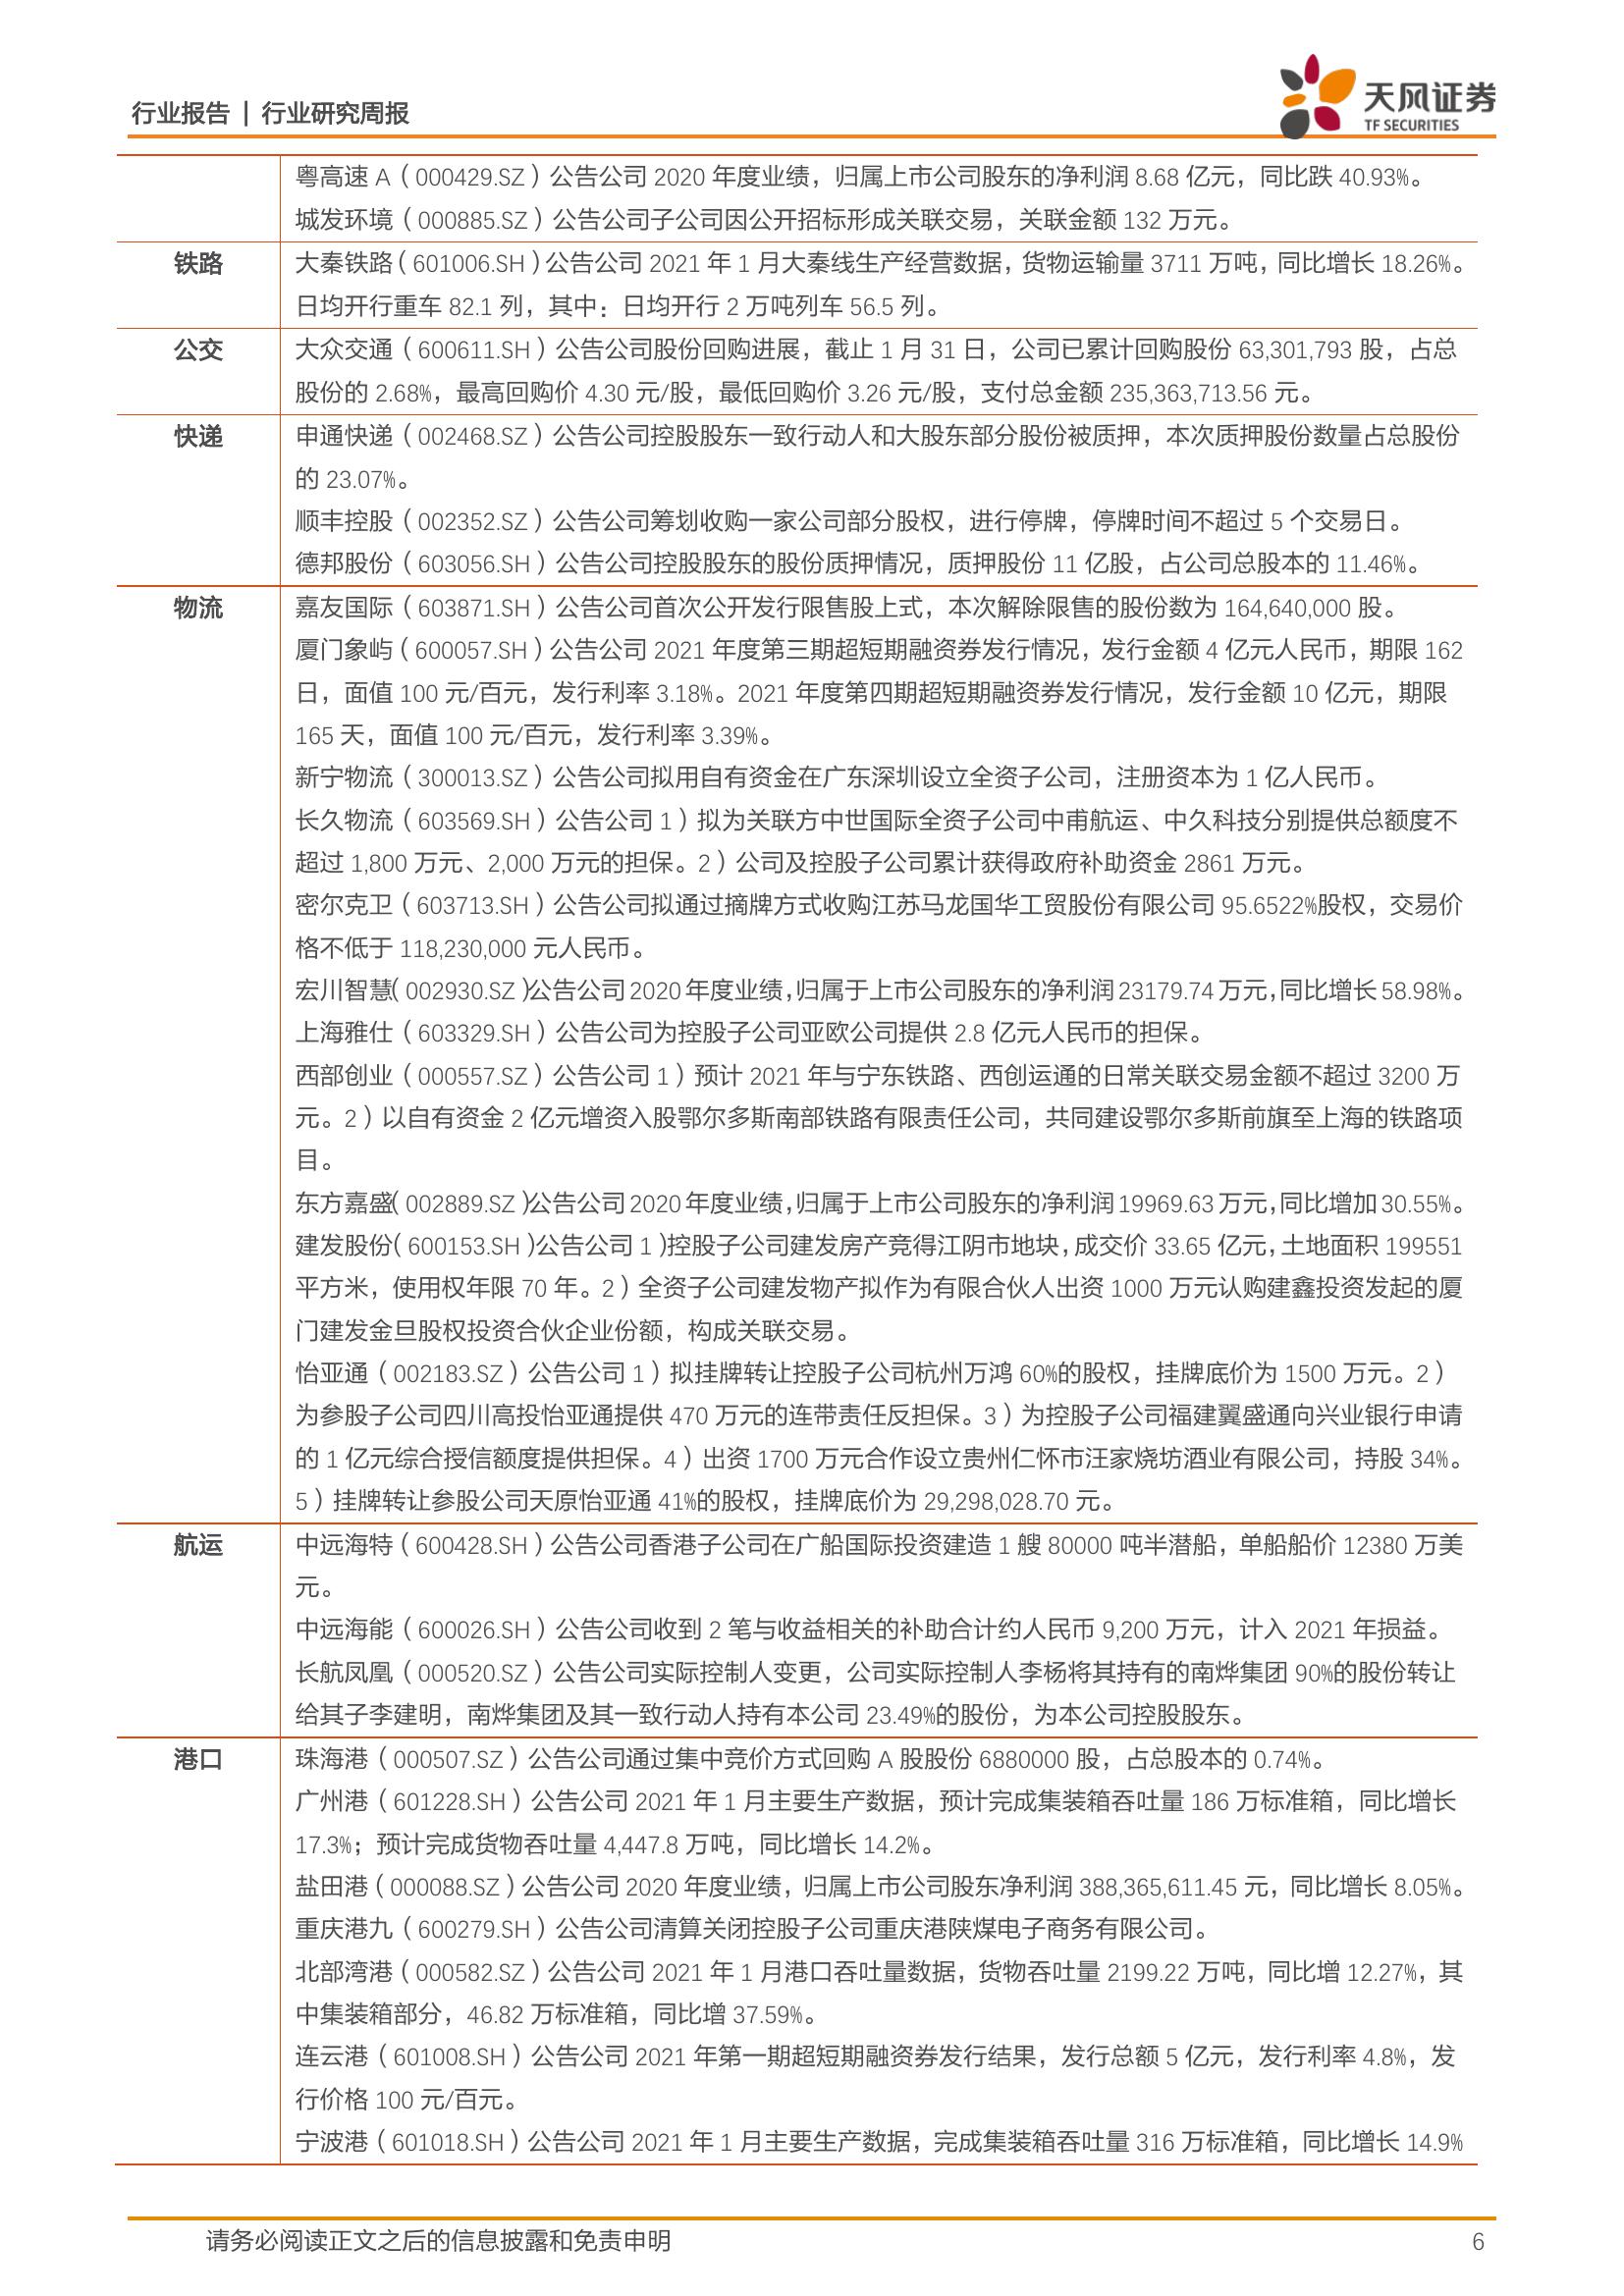 行业报告 | 行业研究周报
天风证券
TF SECURITIES
粤高速 A（000429.SZ）公告公司 2020 年度业绩，归属上市公司股东的净利润 8.68 亿元，同比跌 40.93%。
城发环境（000885.SZ）公告公司子公司因公开招标形成关联交易，关联金额 132 万元。
铁路
大秦铁路（601006.SH）公告公司 2021 年 1 月大秦线生产经营数据，货物运输量 3711 万吨，同比增长 18.26%。
日均开行重车 82.1 列，其中：日均开行 2 万吨列车 56.5 列。
公交
大众交通（600611.SH）公告公司股份回购进展，截止 1 月 31 日，公司已累计回购股份 63,301,793 股，占总
股份的 2.68%，最高回购价 4.30 元/股，最低回购价 3.26 元/股，支付总金额 235,363,713.56 元。
快递
申通快递（002468.SZ）公告公司控股股东一致行动人和大股东部分股份被质押，本次质押股份数量占总股份
的 23.07%。
顺丰控股（002352.SZ）公告公司筹划收购一家公司部分股权，进行停牌，停牌时间不超过 5 个交易日。
德邦股份（603056.SH）公告公司控股股东的股份质押情况，质押股份 11 亿股，占公司总股本的 11.46%。
物流
嘉友国际（603871.SH）公告公司首次公开发行限售股上式，本次解除限售的股份数为 164,640,000 股。
厦门象屿（600057.SH）公告公司 2021 年度第三期超短期融资券发行情况，发行金额 4 亿元人民币，期限 162
日，面值 100 元/百元，发行利率 3.18%。2021 年度第四期超短期融资券发行情况，发行金额 10 亿元，期限
165 天，面值 100 元/百元，发行利率 3.39%。
新宁物流（300013.SZ）公告公司拟用自有资金在广东深圳设立全资子公司，注册资本为 1 亿人民币。
长久物流（603569.SH）公告公司 1）拟为关联方中世国际全资子公司中甫航运、中久科技分别提供总额度不
超过 1,800 万元、2,000 万元的担保。2）公司及控股子公司累计获得政府补助资金 2861 万元。
密尔克卫（603713.SH）公告公司拟通过摘牌方式收购江苏马龙国华工贸股份有限公司 95.6522%股权，交易价
格不低于 118,230,000 元人民币。
宏川智慧（002930.SZ）公告公司 2020 年度业绩，归属于上市公司股东的净利润 23179.74 万元，同比增长 58.98%。
上海雅仕（603329.SH）公告公司为控股子公司亚欧公司提供 2.8 亿元人民币的担保。
西部创业（000557.SZ）公告公司 1）预计 2021 年与宁东铁路、西创运通的日常关联交易金额不超过 3200 万
元。2）以自有资金 2 亿元增资入股鄂尔多斯南部铁路有限责任公司，共同建设鄂尔多斯前旗至上海的铁路项
目。
东方嘉盛（002889.SZ）公告公司 2020 年度业绩，归属于上市公司股东的净利润 19969.63 万元，同比增加 30.55%。
建发股份（600153.SH）公告公司 1）控股子公司建发房产竞得江阴市地块，成交价 33.65 亿元，土地面积 199551
平方米，使用权年限 70 年。2）全资子公司建发物产拟作为有限合伙人出资 1000 万元认购建鑫投资发起的厦
门建发金旦股权投资合伙企业份额，构成关联交易。
怡亚通（002183.SZ）公告公司 1）拟挂牌转让控股子公司杭州万鸿 60%的股权，挂牌底价为 1500 万元。2）
为参股子公司四川高投怡亚通提供 470 万元的连带责任反担保。3）为控股子公司福建翼盛通向兴业银行申请
的 1 亿元综合授信额度提供担保。4）出资 1700 万元合作设立贵州仁怀市汪家烧坊酒业有限公司，持股 34%。
5）挂牌转让参股公司天原怡亚通 41%的股权，挂牌底价为 29,298,028.70 元。
航运
中远海特（600428.SH）公告公司香港子公司在广船国际投资建造 1 艘 80000 吨半潜船，单船船价 12380 万美
元。
中远海能（600026.SH）公告公司收到 2 笔与收益相关的补助合计约人民币 9,200 万元，计入 2021 年损益。
长航凤凰（000520.SZ）公告公司实际控制人变更，公司实际控制人李杨将其持有的南烨集团 90%的股份转让
给其子李建明，南烨集团及其一致行动人持有本公司 23.49%的股份，为本公司控股股东。
港口
珠海港（000507.SZ）公告公司通过集中竞价方式回购 A 股股份 6880000 股，占总股本的 0.74%。
广州港（601228.SH）公告公司 2021 年 1 月主要生产数据，预计完成集装箱吞吐量 186 万标准箱，同比增长
17.3%；预计完成货物吞吐量 4,447.8 万吨，同比增长 14.2%。
盐田港（000088.SZ）公告公司 2020 年度业绩，归属上市公司股东净利润 388,365,611.45 元，同比增长 8.05%。
重庆港九（600279.SH）公告公司清算关闭控股子公司重庆港陕煤电子商务有限公司。
北部湾港（000582.SZ）公告公司 2021 年 1 月港口吞吐量数据，货物吞吐量 2199.22 万吨，同比增 12.27%，其
中集装箱部分，46.82 万标准箱，同比增 37.59%。
连云港（601008.SH）公告公司 2021 年第一期超短期融资券发行结果，发行总额 5 亿元，发行利率 4.8%，发
行价格 100 元/百元。
宁波港（601018.SH）公告公司 2021 年 1 月主要生产数据，完成集装箱吞吐量 316 万标准箱，同比增长 14.9%
请务必阅读正文之后的信息披露和免责申明
6